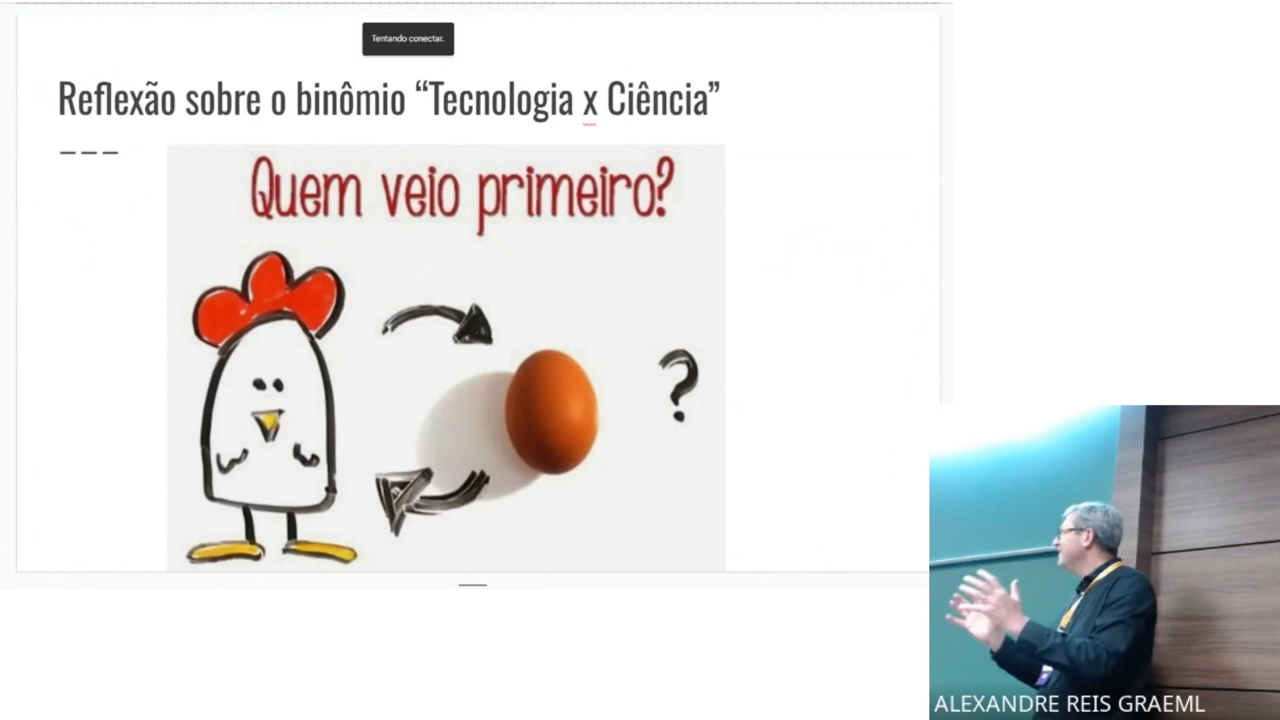 Tentando conectar.
Reflexão sobre o binômio “Tecnologia x Ciência”
Quem veio primeiro?
?
ALEXANDRE REIS GRAEML